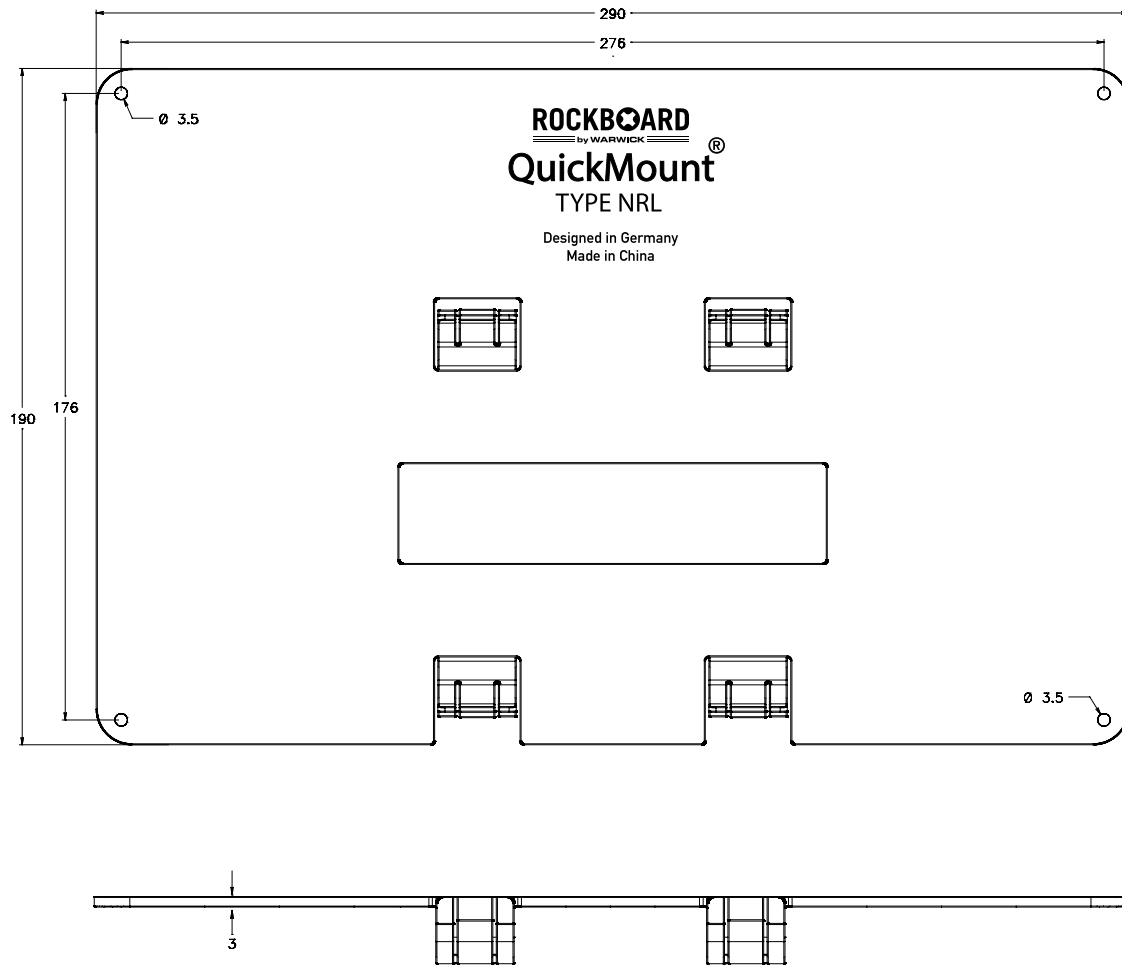 290
276
Ø 3.5
ROCKBOARD
by WARWICK
QuickMount®
TYPE NRL
Designed in Germany
Made in China
190
176
Ø 3.5
3